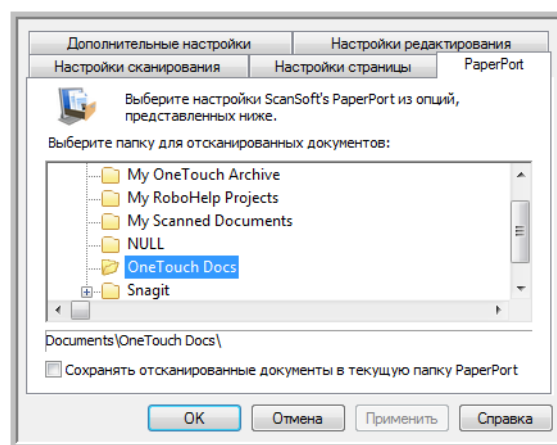 Дополнительные настройки Настройки редактирования
Настройки сканирования Настройки страницы PaperPort
Выберите настройки ScanSoft's PaperPort из опций,
представленных ниже.
Выберите папку для отсканированных документов:
My OneTouch Archive
My RoboHelp Projects
My Scanned Documents
NULL
OneTouch Docs
Snagit
Documents\OneTouch Docs\
Сохранять отсканированные документы в текущую папку PaperPort
OK Отмена Применить Справка